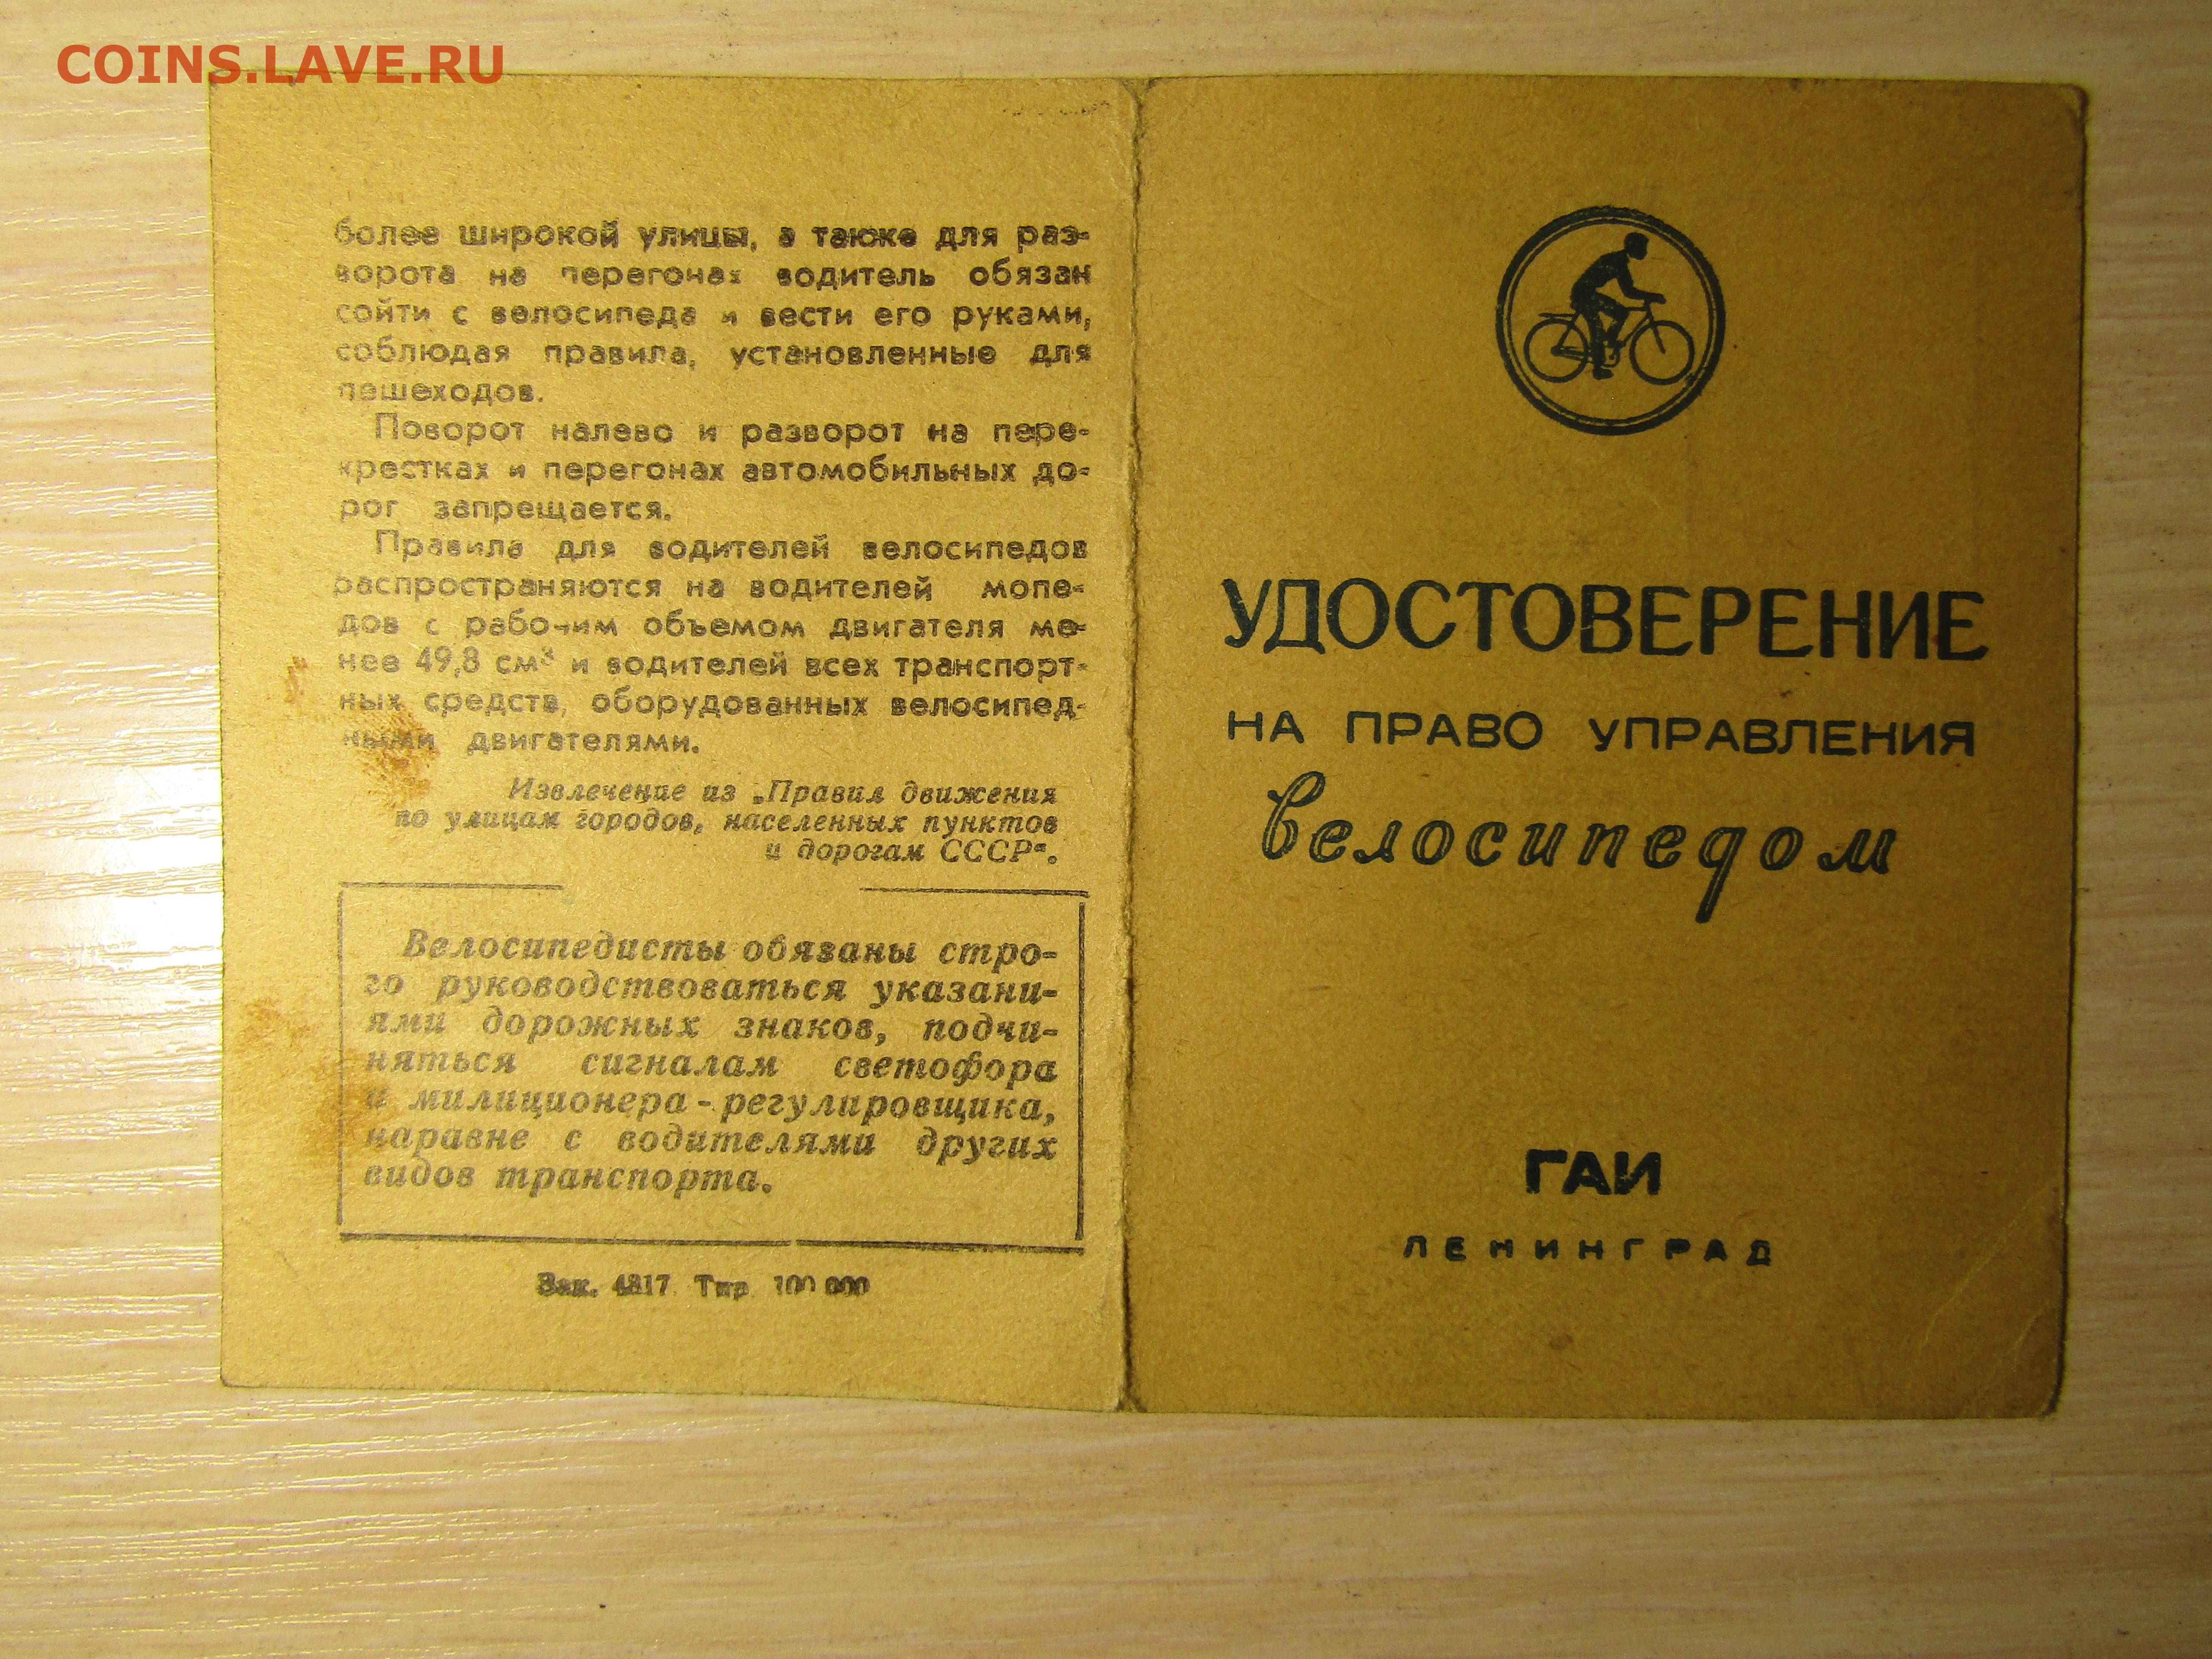 COINS.LAVE.RU
более широкой улицы, а также для раз-
ворота на перегонах водитель обязан
сойти с велосипеда и вести его руками,
соблюдая правила, установленные для
пешеходов.
Поворот налево и разворот на пере-
крестках и перегонах автомобильных до-
рог запрещается.
Правила для водителей велосипедов
распространяются на водителей мопе-
дов с рабочим объемом двигателя ме-
нее 49,8 см³ и водителей всех транспорт-
ных средств, оборудованных велосипед-
ными двигателями.
Извлечение из „Правил движения
по улицам городов, населенных пунктов
и дорогам СССР“.
Велосипедисты обязаны стро-
го руководствоваться указани-
ями дорожных знаков, подчи-
няться сигналам светофора
и милиционера-регулировщика,
наравне с водителями других
видов транспорта.
Зак. 4817 Тир. 100 000
УДОСТОВЕРЕНИЕ
НА ПРАВО УПРАВЛЕНИЯ
велосипедом
ГАИ
ЛЕНИНГРАД